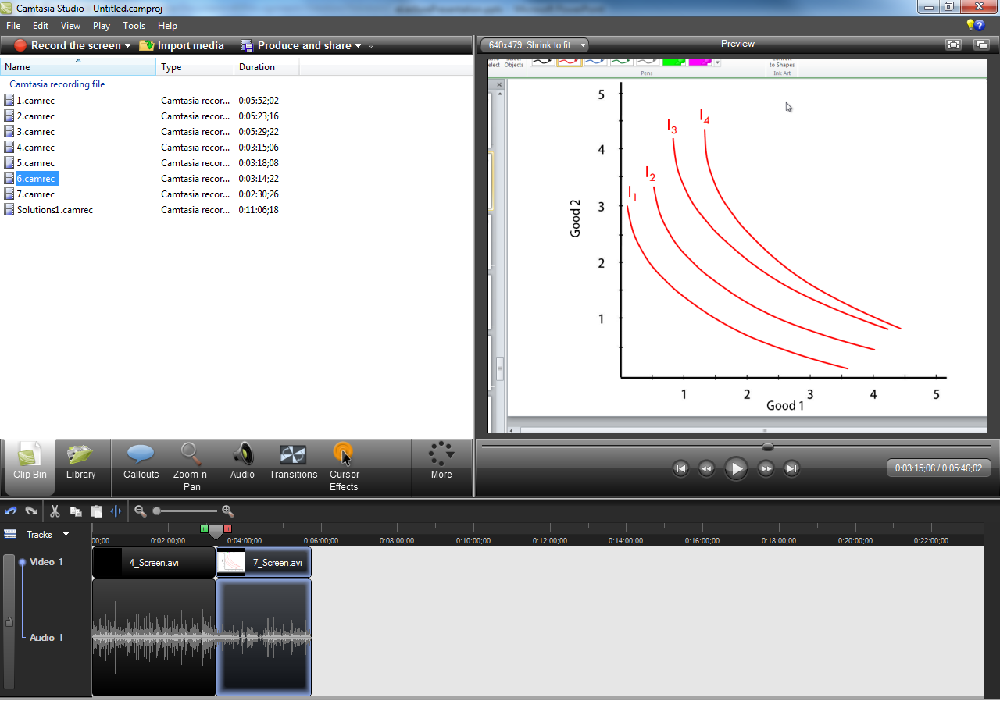 Camtasia Studio - Untitled.camproj
File Edit View Play Tools Help
Record the screen Import media Produce and share
640x479, Shrink to fit Preview
Name Type Duration
Camtasia recording file
1.camrec Camtasia recor... 0:05:52;02
2.camrec Camtasia recor... 0:05:23;16
3.camrec Camtasia recor... 0:05:29;22
4.camrec Camtasia recor... 0:03:15;06
5.camrec Camtasia recor... 0:03:18;08
6.camrec Camtasia recor... 0:03:14;22
7.camrec Camtasia recor... 0:02:30;26
Solutions1.camrec Camtasia recor... 0:11:06;18
Objects
to Shapes
Pens Ink Art
5
I4
I3
4
I2
I1
3
Good 2
2
1
1 2 3 4 5
Good 1
Clip Bin Library Callouts Zoom-n-Pan Audio Transitions Cursor Effects More
0:03:15;06 / 0:05:46;02
Tracks
00;00 0:02:00;00 0:04:00;00 0:06:00;00 0:08:00;00 0:10:00;00 0:12:00;00 0:14:00;00 0:16:00;00 0:18:00;00 0:20:00;00 0:22:00;00
Video 1 4_Screen.avi 7_Screen.avi
Audio 1